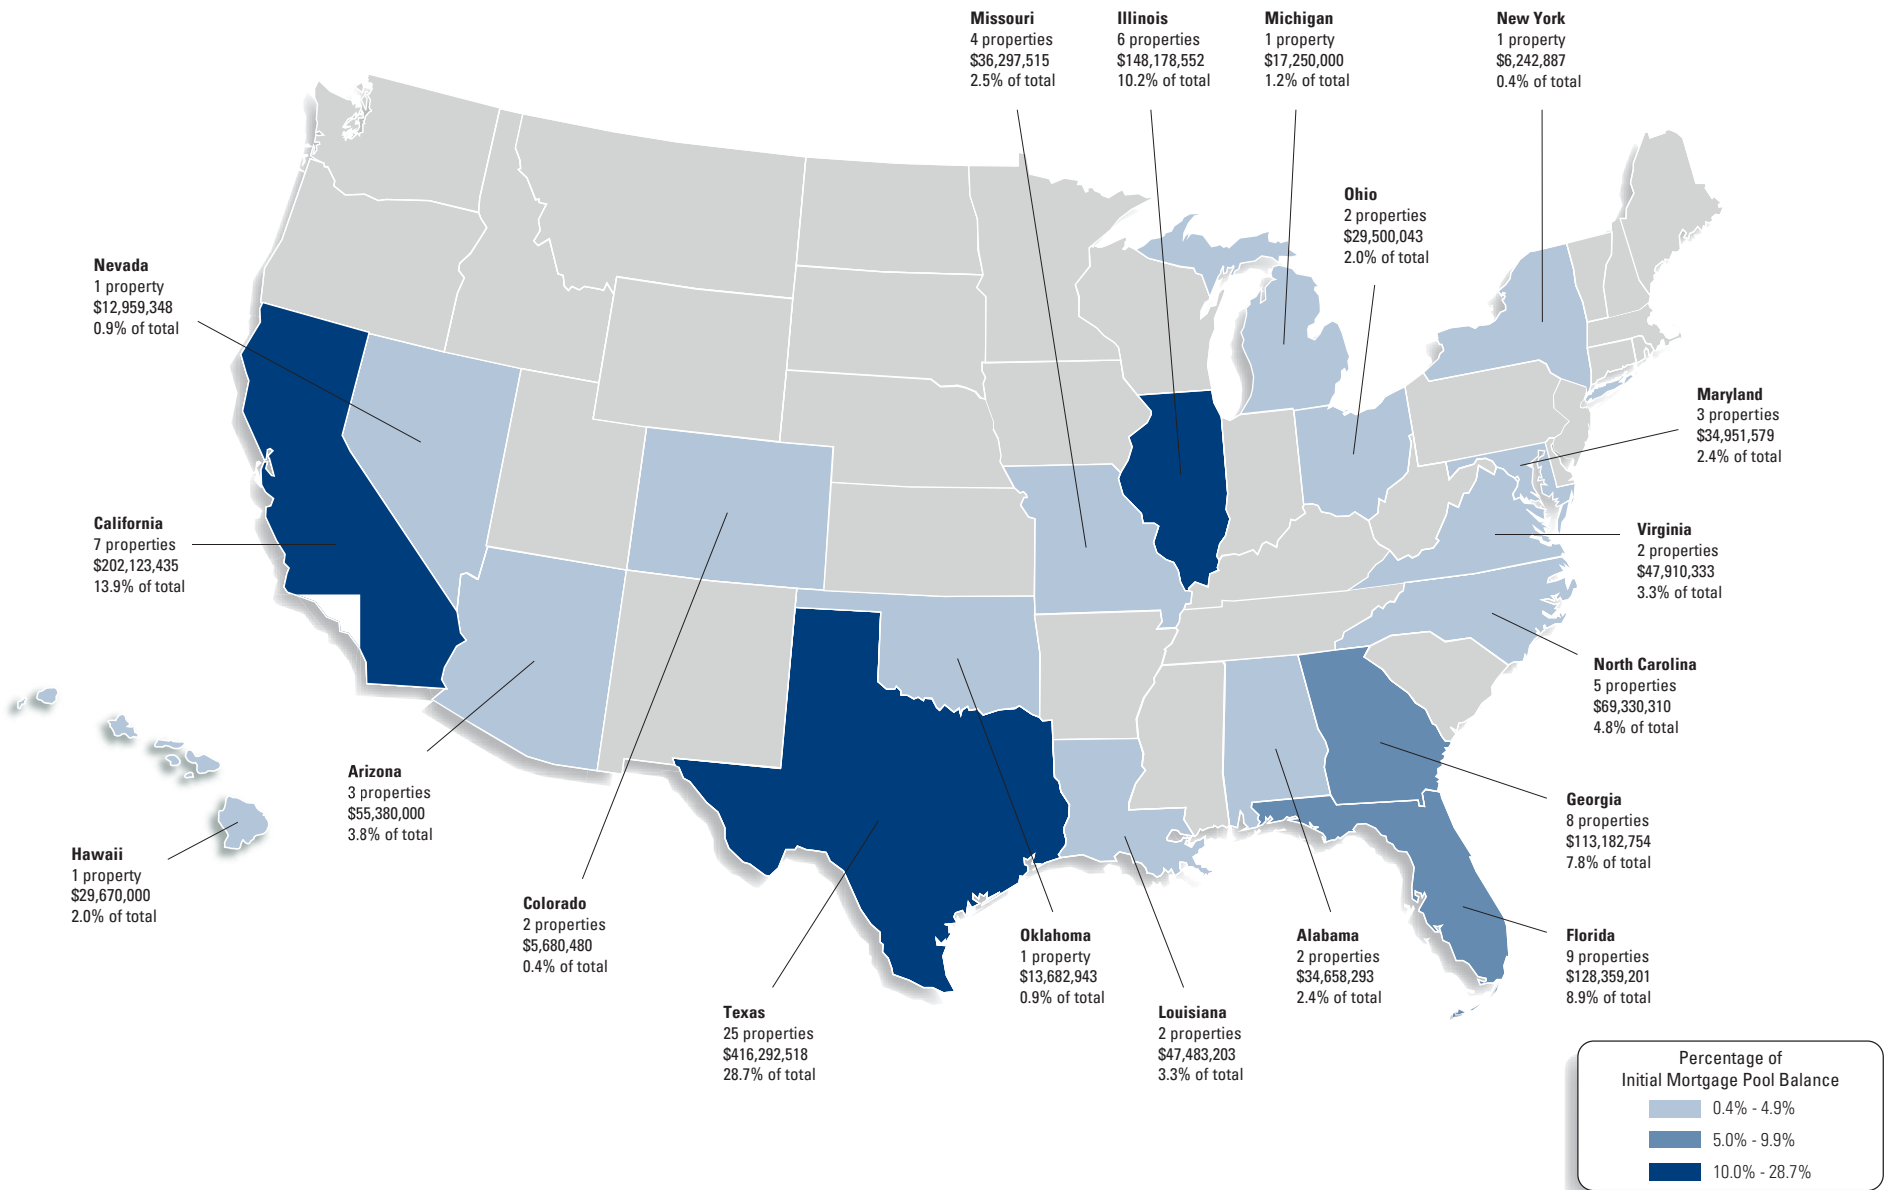 Missouri
4 properties
$36,297,515
2.5% of total
Illinois
6 properties
$148,178,552
10.2% of total
Michigan
1 property
$17,250,000
1.2% of total
New York
1 property
$6,242,887
0.4% of total
Ohio
2 properties
$29,500,043
2.0% of total
Nevada
1 property
$12,959,348
0.9% of total
Maryland
3 properties
$34,951,579
2.4% of total
California
7 properties
$202,123,435
13.9% of total
Virginia
2 properties
$47,910,333
3.3% of total
North Carolina
5 properties
$69,330,310
4.8% of total
Arizona
3 properties
$55,380,000
3.8% of total
Georgia
8 properties
$113,182,754
7.8% of total
Hawaii
1 property
$29,670,000
2.0% of total
Colorado
2 properties
$5,680,480
0.4% of total
Oklahoma
1 property
$13,682,943
0.9% of total
Alabama
2 properties
$34,658,293
2.4% of total
Florida
9 properties
$128,359,201
8.9% of total
Texas
25 properties
$416,292,518
28.7% of total
Louisiana
2 properties
$47,483,203
3.3% of total
Percentage of
Initial Mortgage Pool Balance
0.4% - 4.9%
5.0% - 9.9%
10.0% - 28.7%